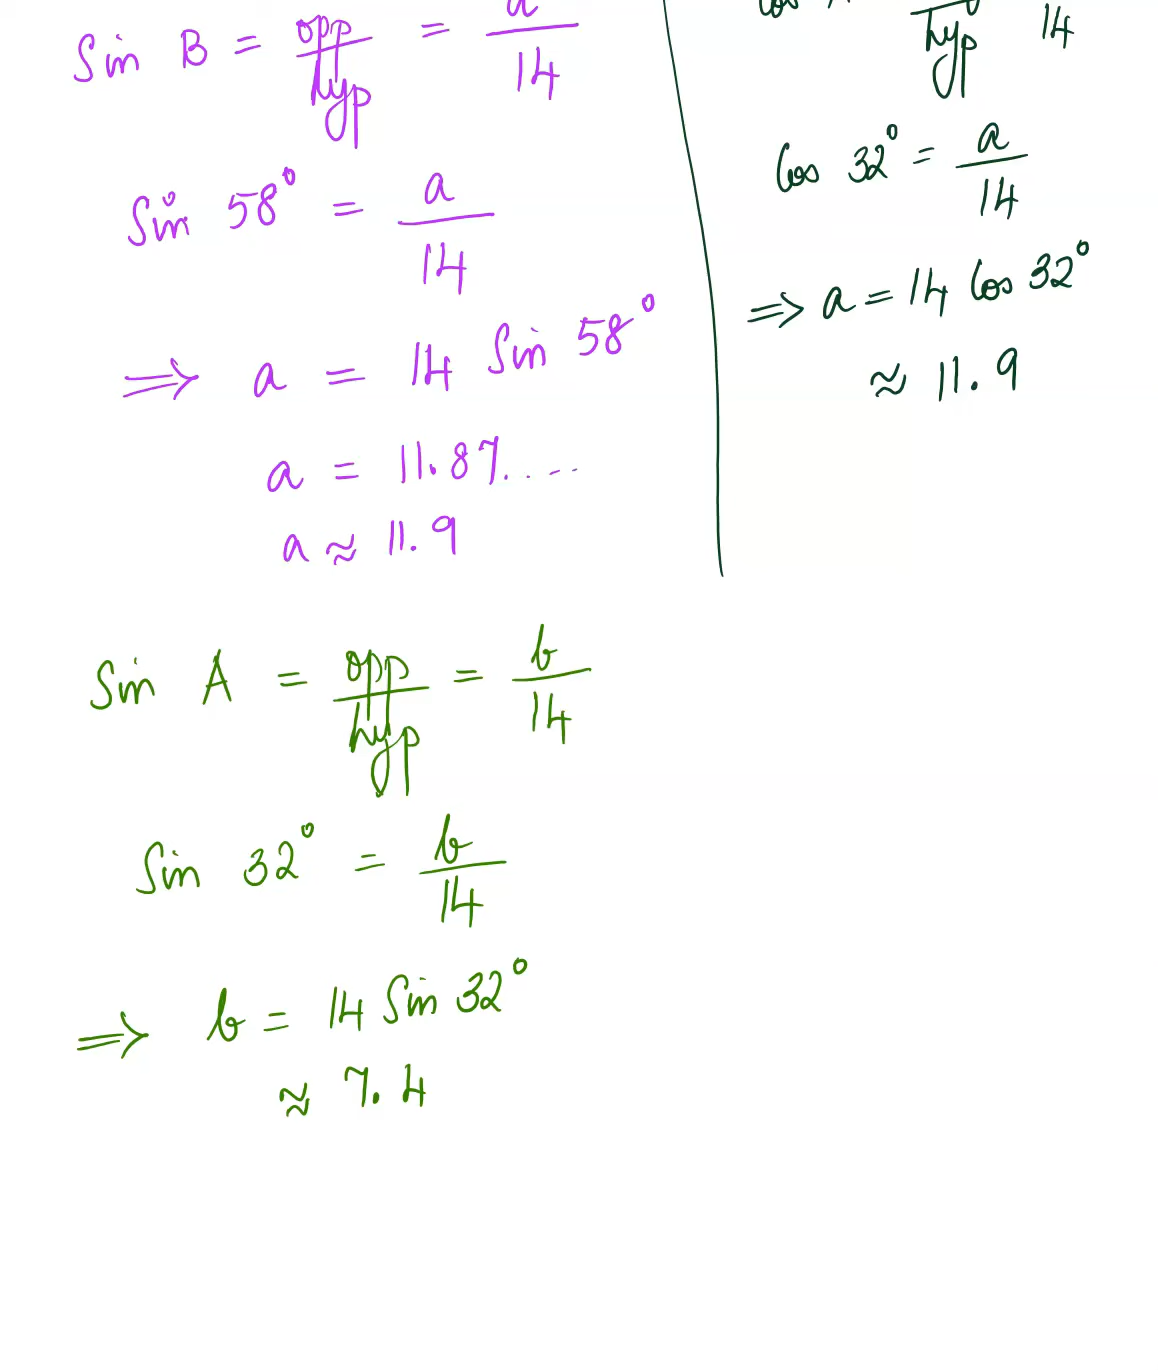 Sin B = opp/hyp = a/14
Sin 58° = a/14
⇒ a = 14 Sin 58°
a = 11.87.....
a ≈ 11.9
Cos A hyp 14
Cos 32° = a/14
⇒ a = 14 Cos 32°
≈ 11.9
Sin A = opp/hyp = b/14
Sin 32° = b/14
⇒ b = 14 Sin 32°
≈ 7.4